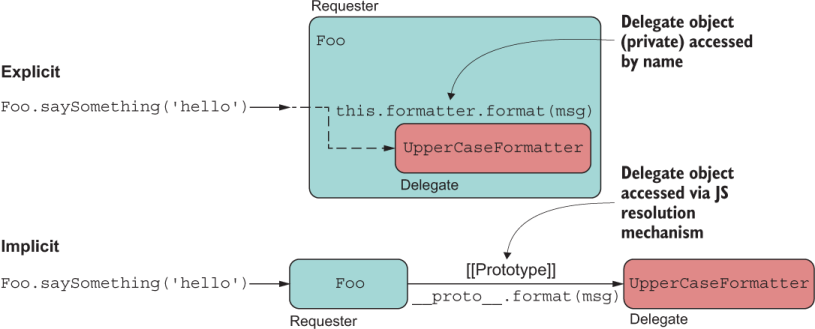 Requester
Foo
Delegate object
(private) accessed
by name
Explicit
Foo.saySomething('hello')
this.formatter.format(msg)
UpperCaseFormatter
Delegate
Delegate object
accessed via JS
resolution
mechanism
Implicit
Foo.saySomething('hello')
Foo
[[Prototype]]
__proto__.format(msg)
UpperCaseFormatter
Requester
Delegate